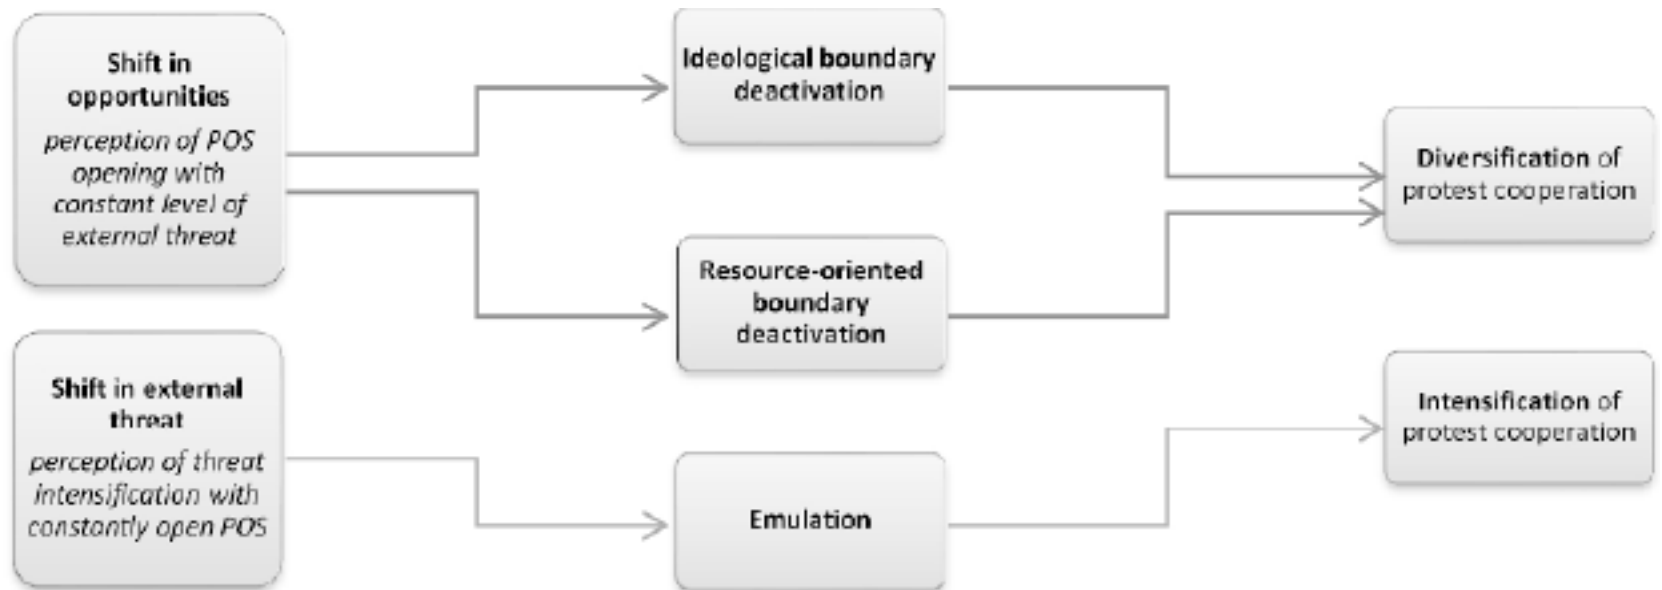 Shift in
opportunities
perception of POS
opening with
constant level of
external threat
Ideological boundary
deactivation
Resource-oriented
boundary
deactivation
Diversification of
protest cooperation
Shift in external
threat
perception of threat
intensification with
constantly open POS
Emulation
Intensification of
protest cooperation